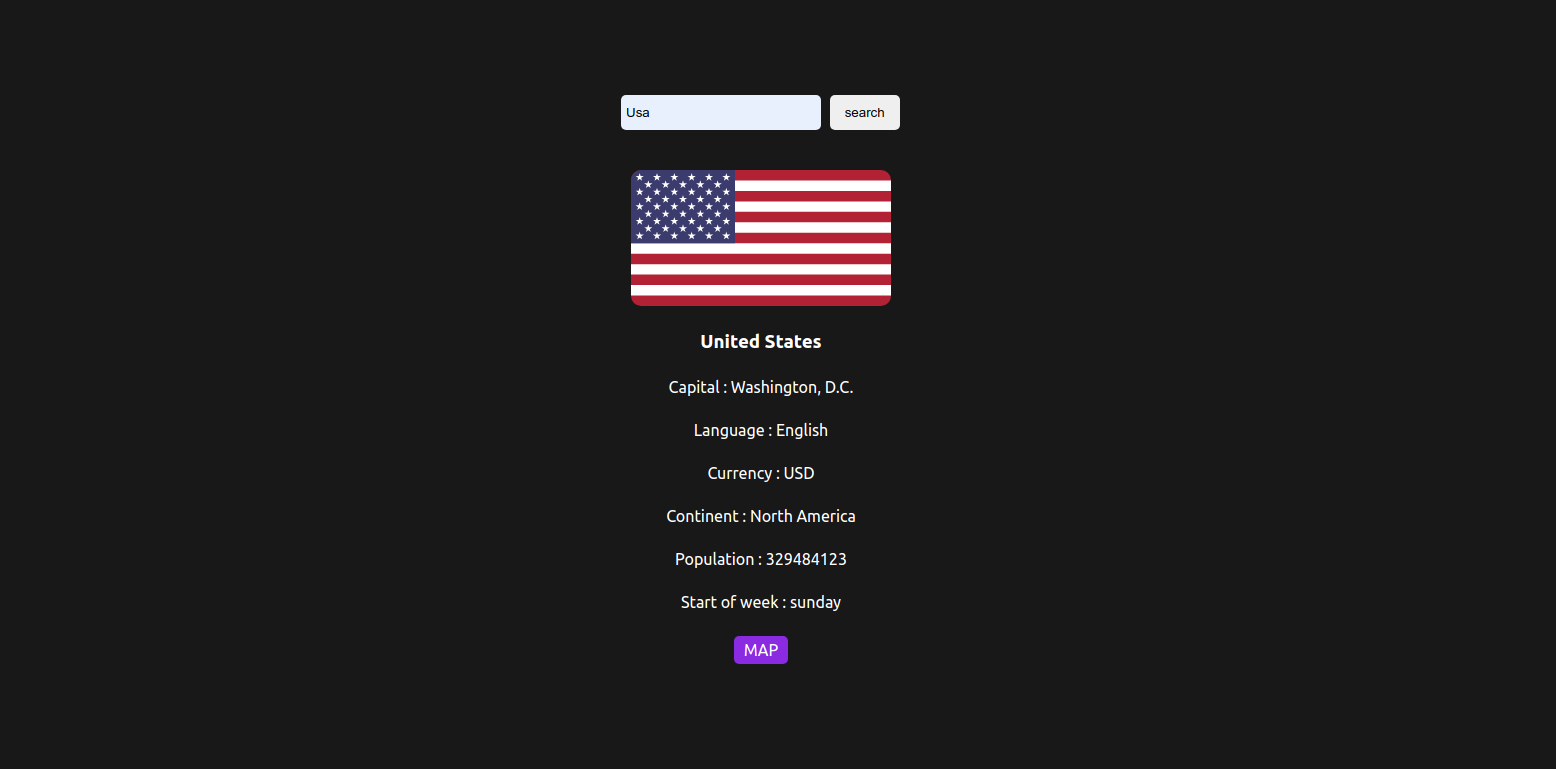 Usa search
United States
Capital : Washington, D.C.
Language : English
Currency : USD
Continent : North America
Population : 329484123
Start of week : sunday
MAP